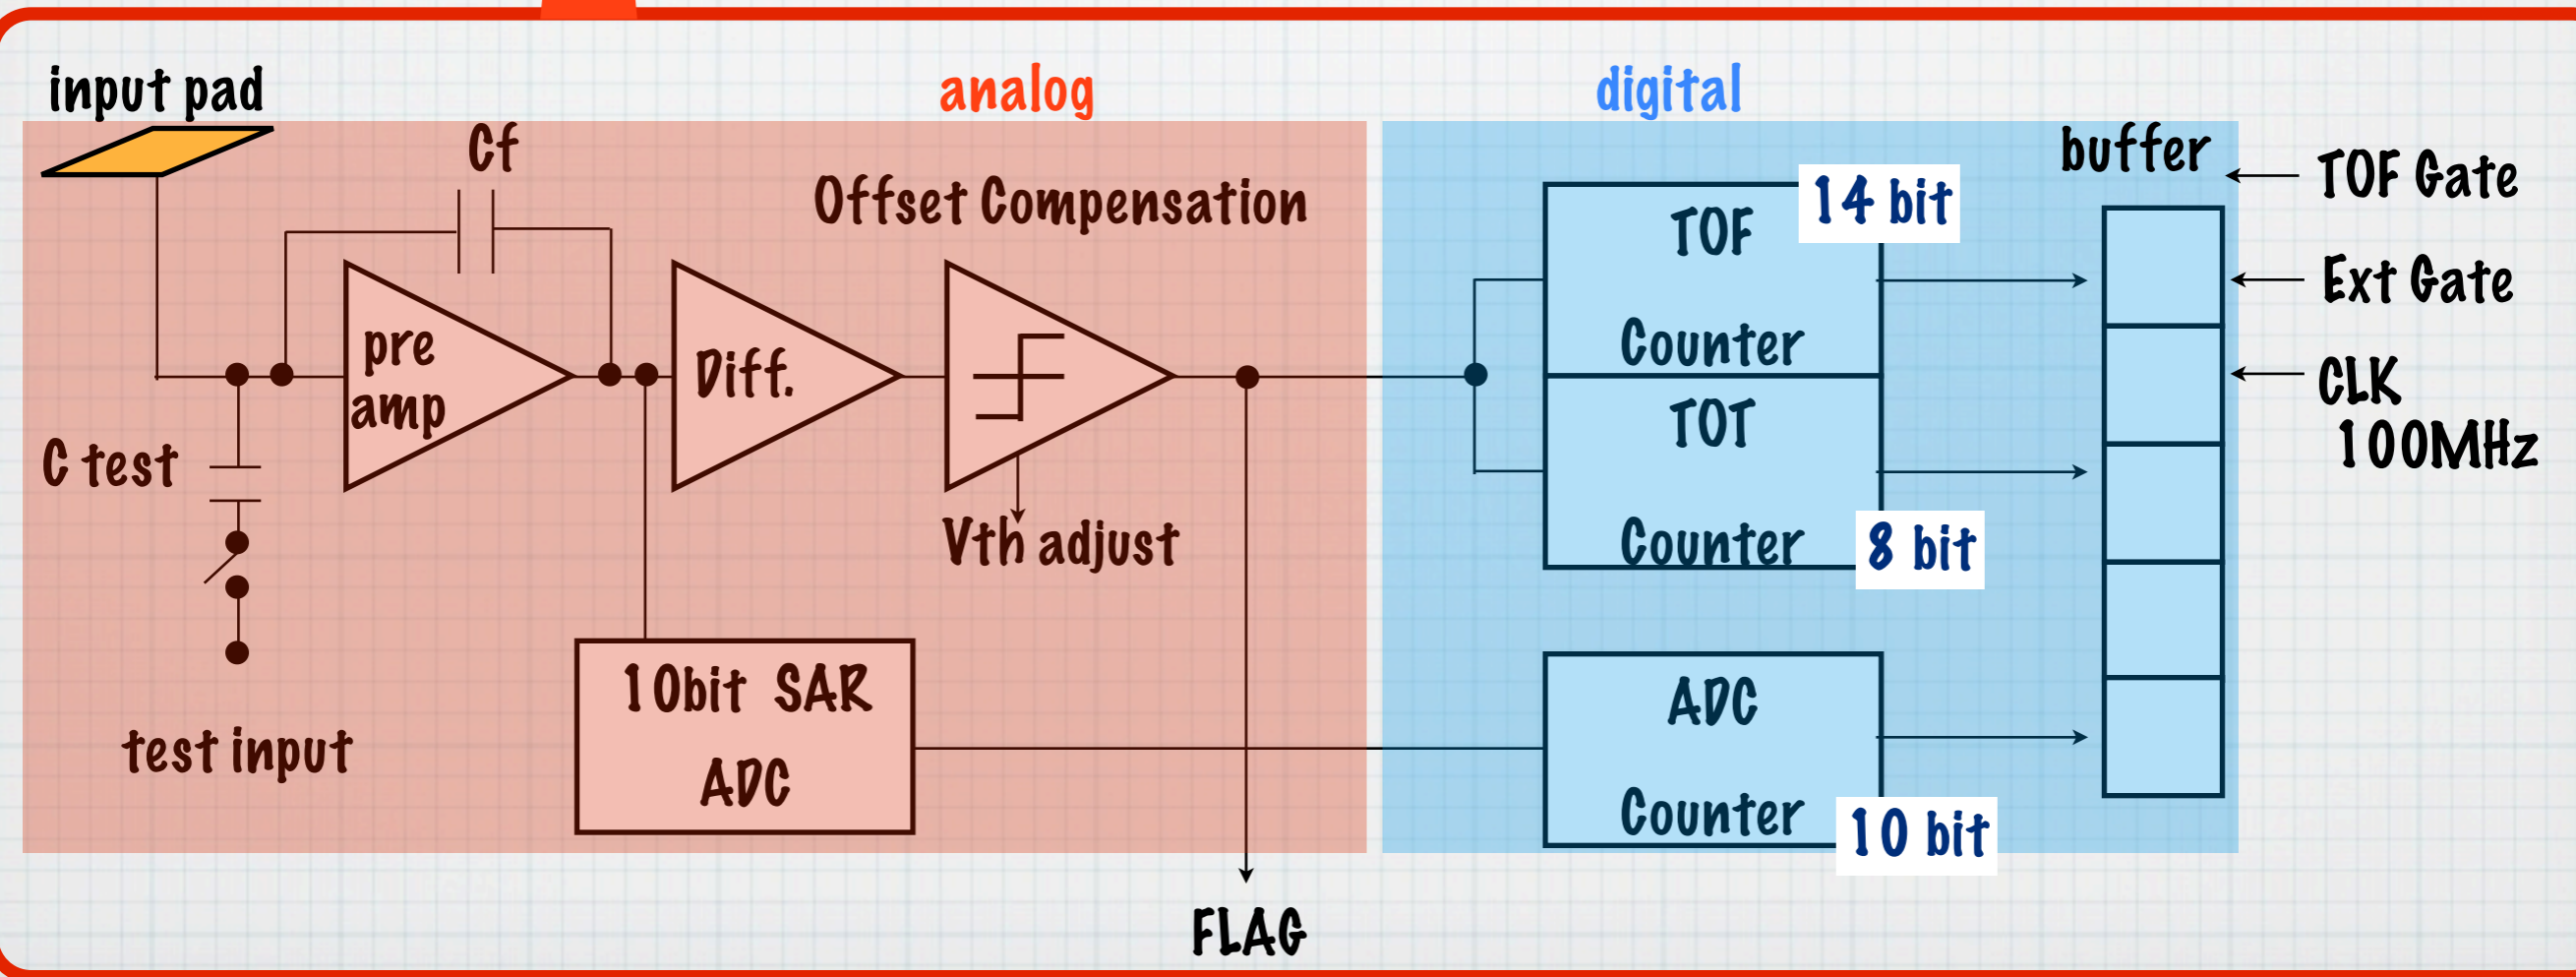 input pad
analog
digital
Cf
Offset Compensation
buffer
14 bit
TOF
Counter
TOF Gate
Ext Gate
CLK
100MHz
pre
amp
Diff.
C test
Vth adjust
TOT
Counter
8 bit
10bit SAR
ADC
ADC
Counter
10 bit
test input
FLAG